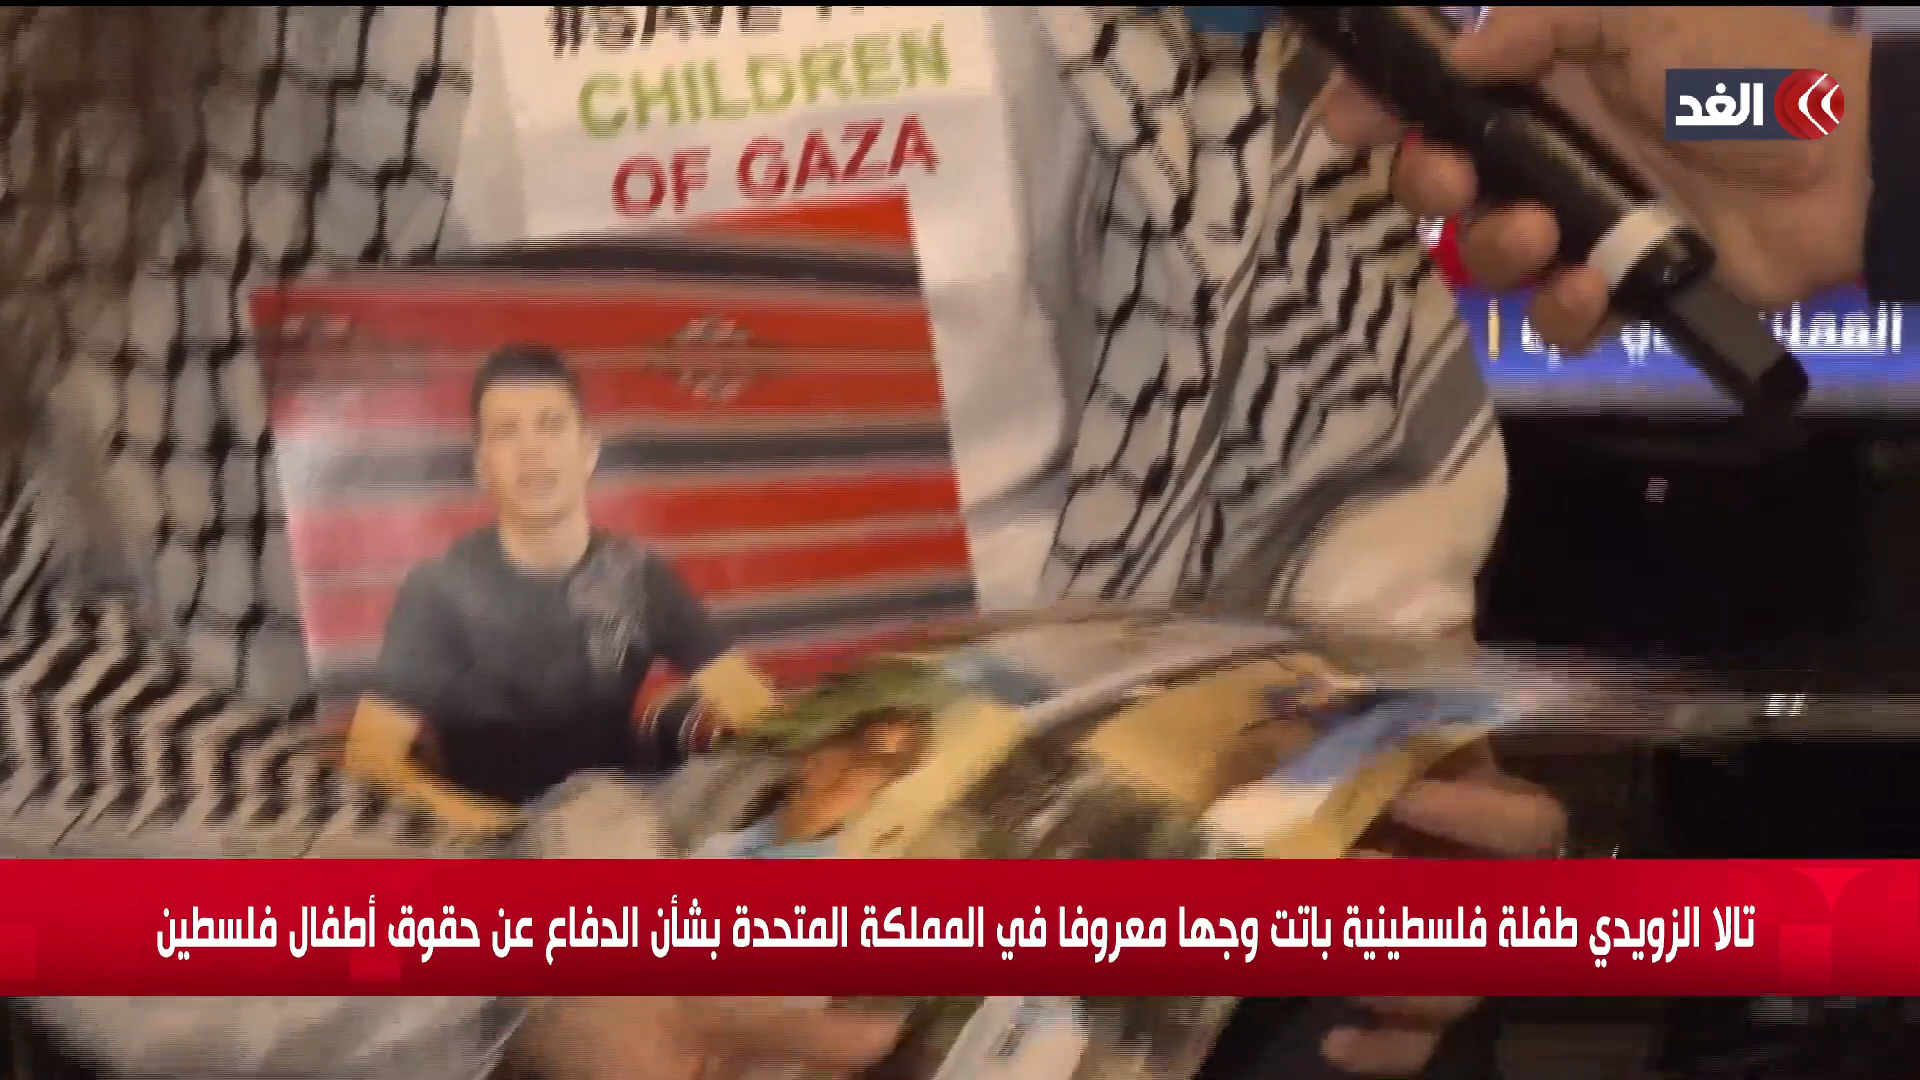 #SAVE
CHILDREN
OF GAZA
الغد
تالا الزويدي طفلة فلسطينية باتت وجها معروفا في المملكة المتحدة بشأن الدفاع عن حقوق أطفال فلسطين